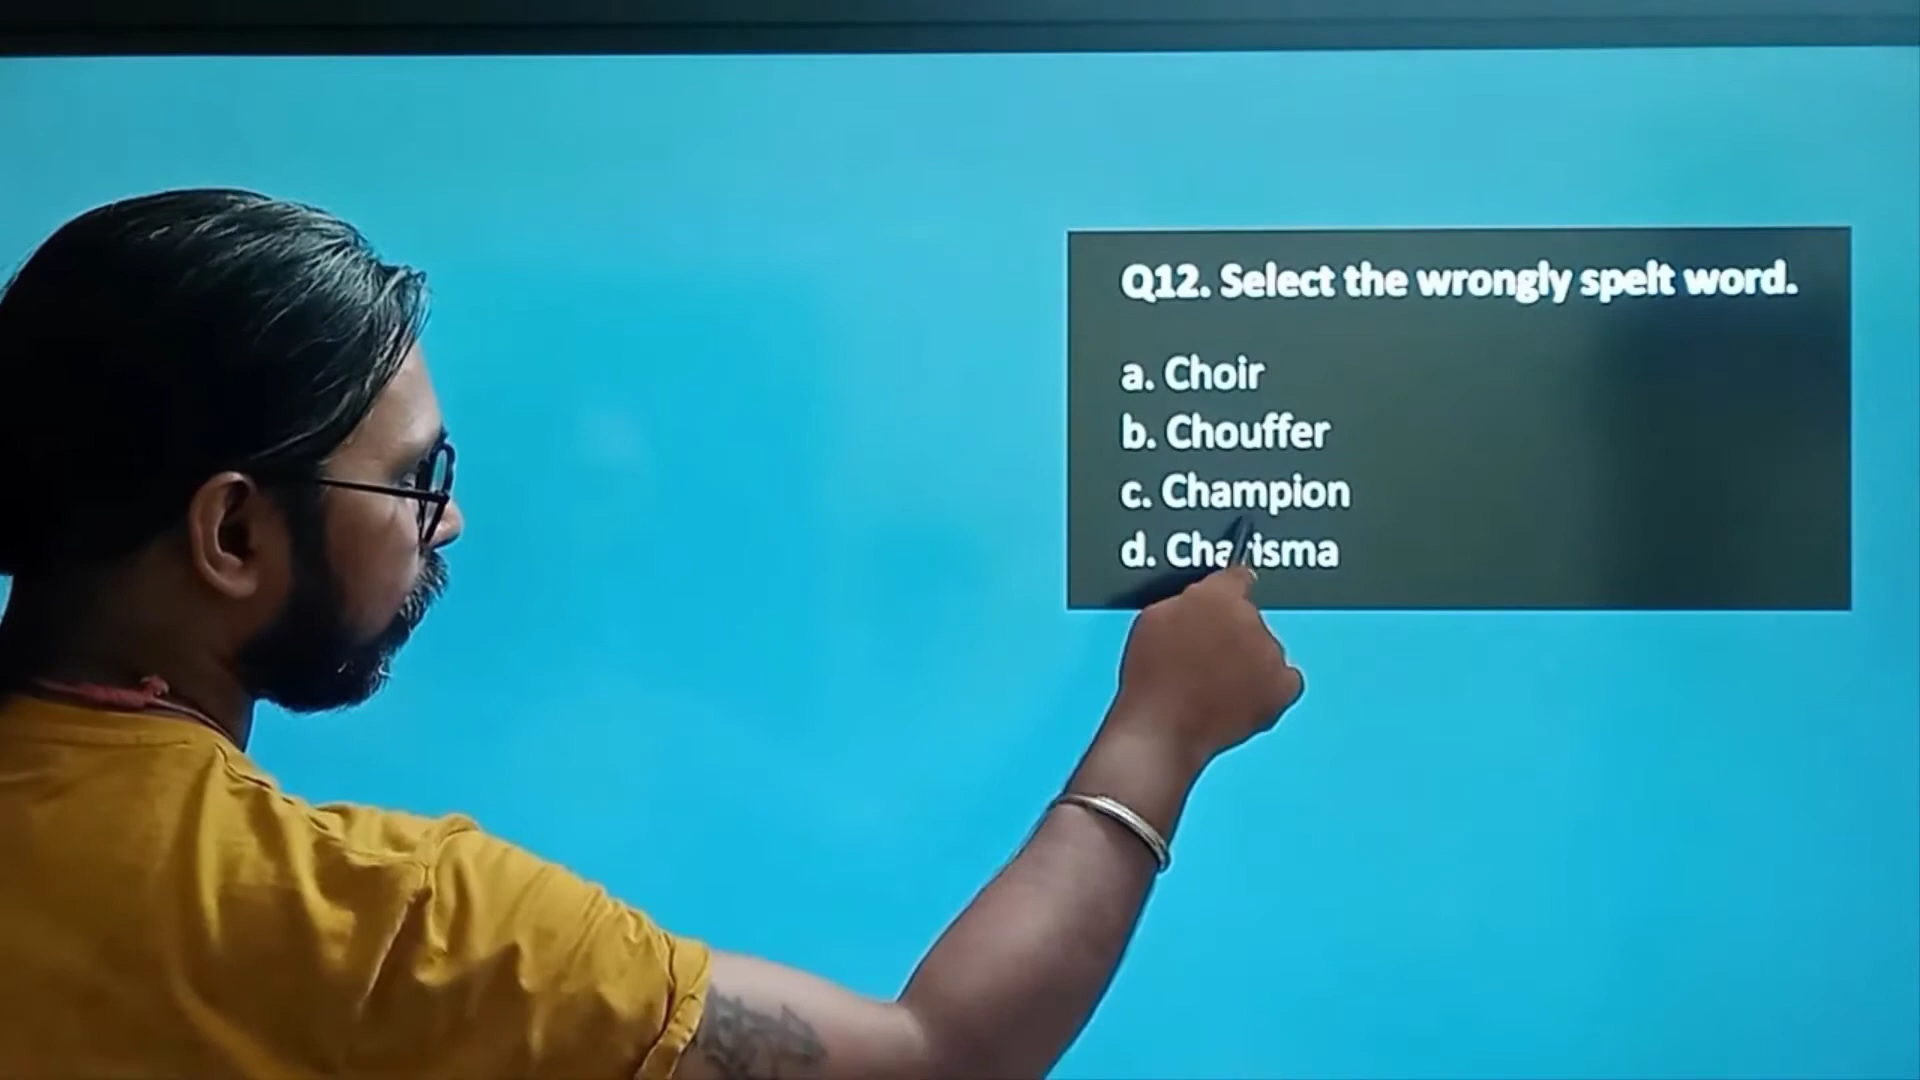 Q12. Select the wrongly spelt word.
a. Choir
b. Chouffer
c. Champion
d. Charisma